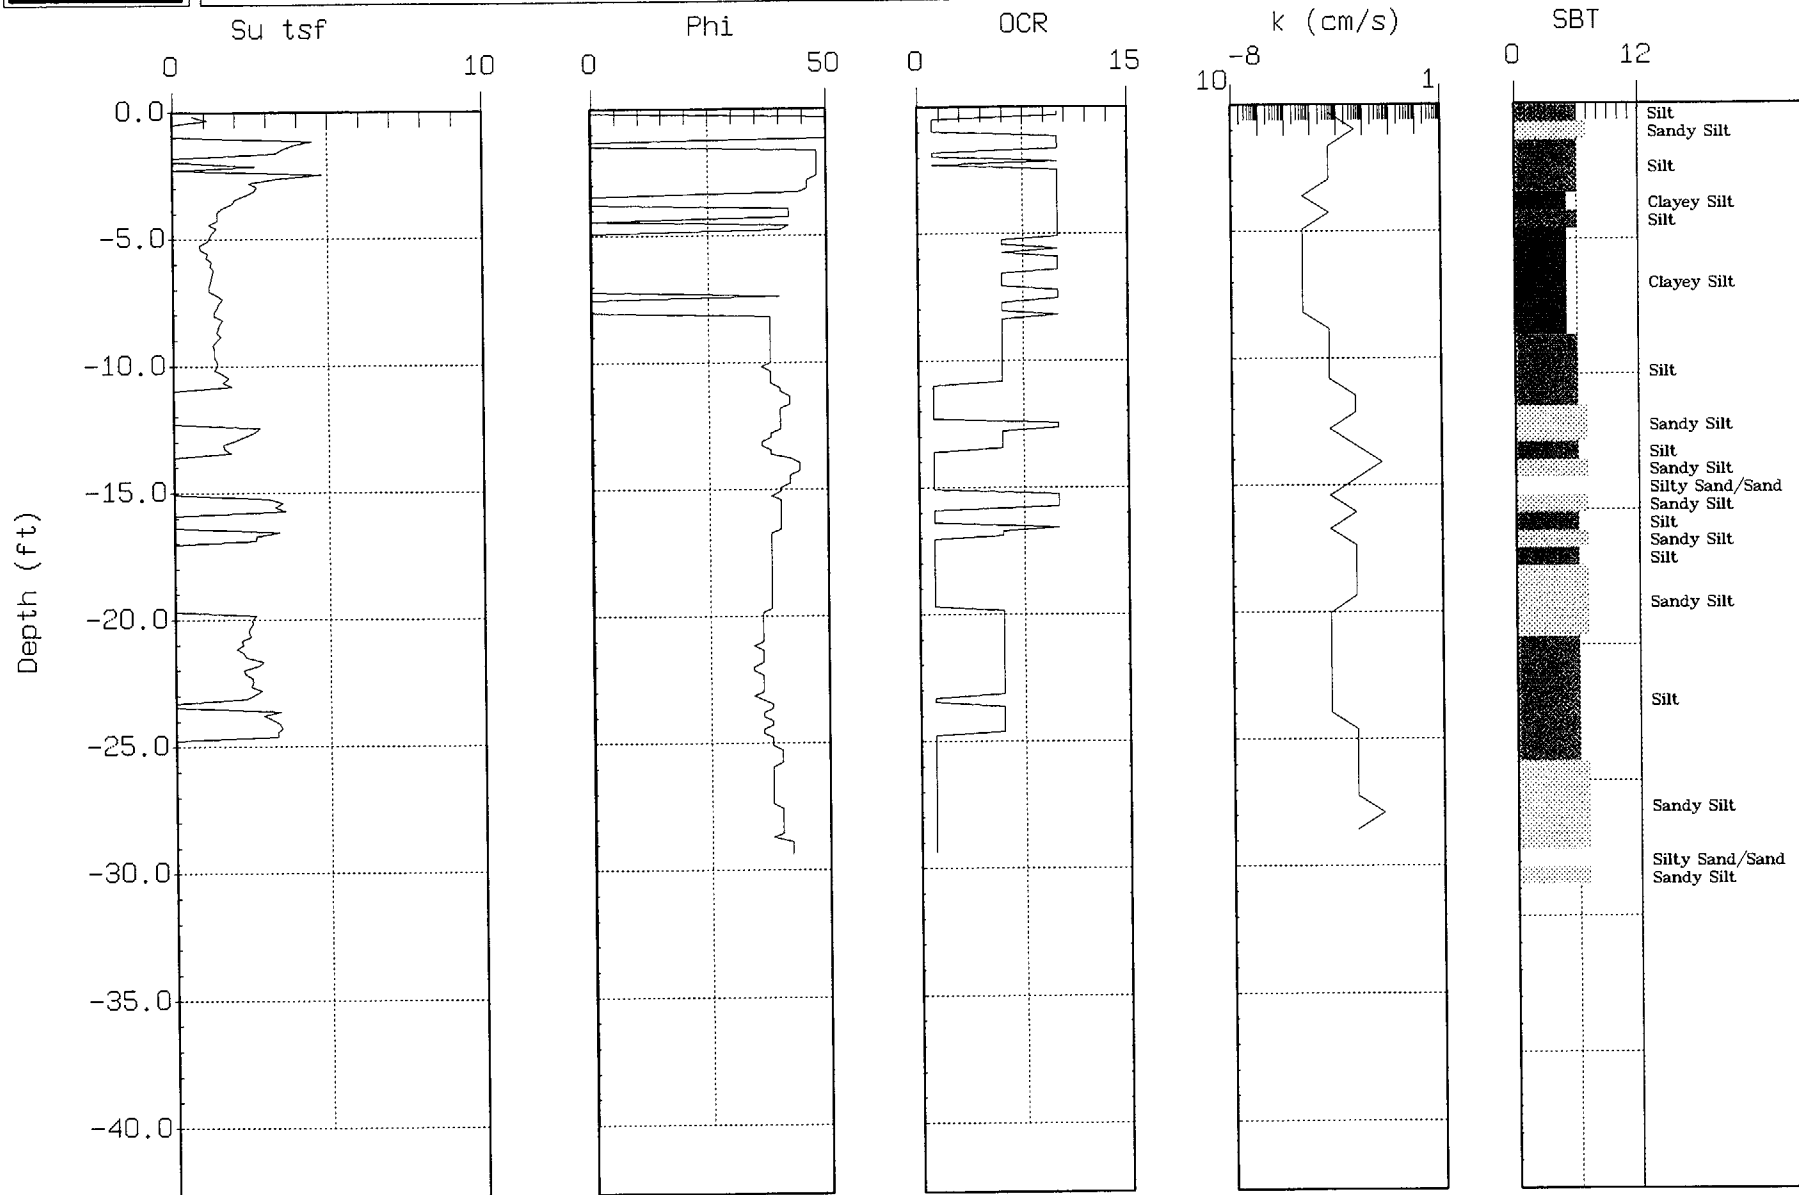 Su tsf
Phi
OCR
k (cm/s)
SBT
0 10
0 50
0 15
10^-8 1
0 12
0.0
-5.0
-10.0
-15.0
-20.0
-25.0
-30.0
-35.0
-40.0
Depth (ft)
Silt
Sandy Silt
Silt
Clayey Silt
Silt
Clayey Silt
Silt
Sandy Silt
Silt
Sandy Silt
Silty Sand/Sand
Sandy Silt
Silt
Sandy Silt
Silt
Sandy Silt
Silt
Sandy Silt
Silty Sand/Sand
Sandy Silt